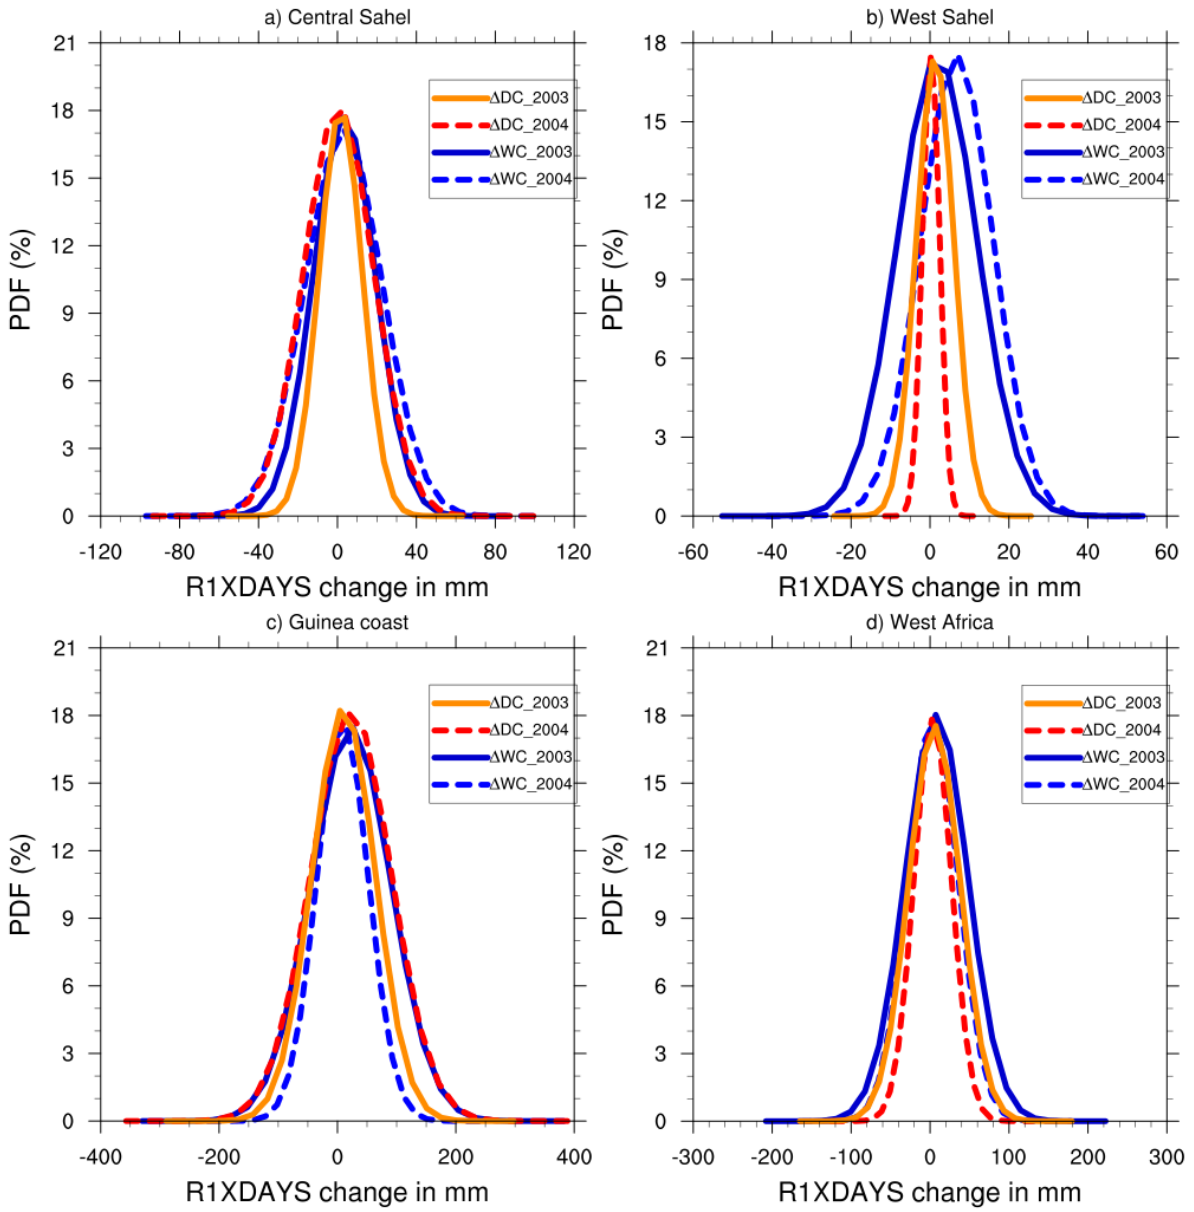 a) Central Sahel
21
18
15
12
9
6
3
0
PDF (%)
ΔDC_2003
ΔDC_2004
ΔWC_2003
ΔWC_2004
-120 -80 -40 0 40 80 120
R1XDAYS change in mm
b) West Sahel
18
15
12
9
6
3
0
PDF (%)
ΔDC_2003
ΔDC_2004
ΔWC_2003
ΔWC_2004
-60 -40 -20 0 20 40 60
R1XDAYS change in mm
c) Guinea coast
21
18
15
12
9
6
3
0
PDF (%)
ΔDC_2003
ΔDC_2004
ΔWC_2003
ΔWC_2004
-400 -200 0 200 400
R1XDAYS change in mm
d) West Africa
21
18
15
12
9
6
3
0
PDF (%)
ΔDC_2003
ΔDC_2004
ΔWC_2003
ΔWC_2004
-300 -200 -100 0 100 200 300
R1XDAYS change in mm